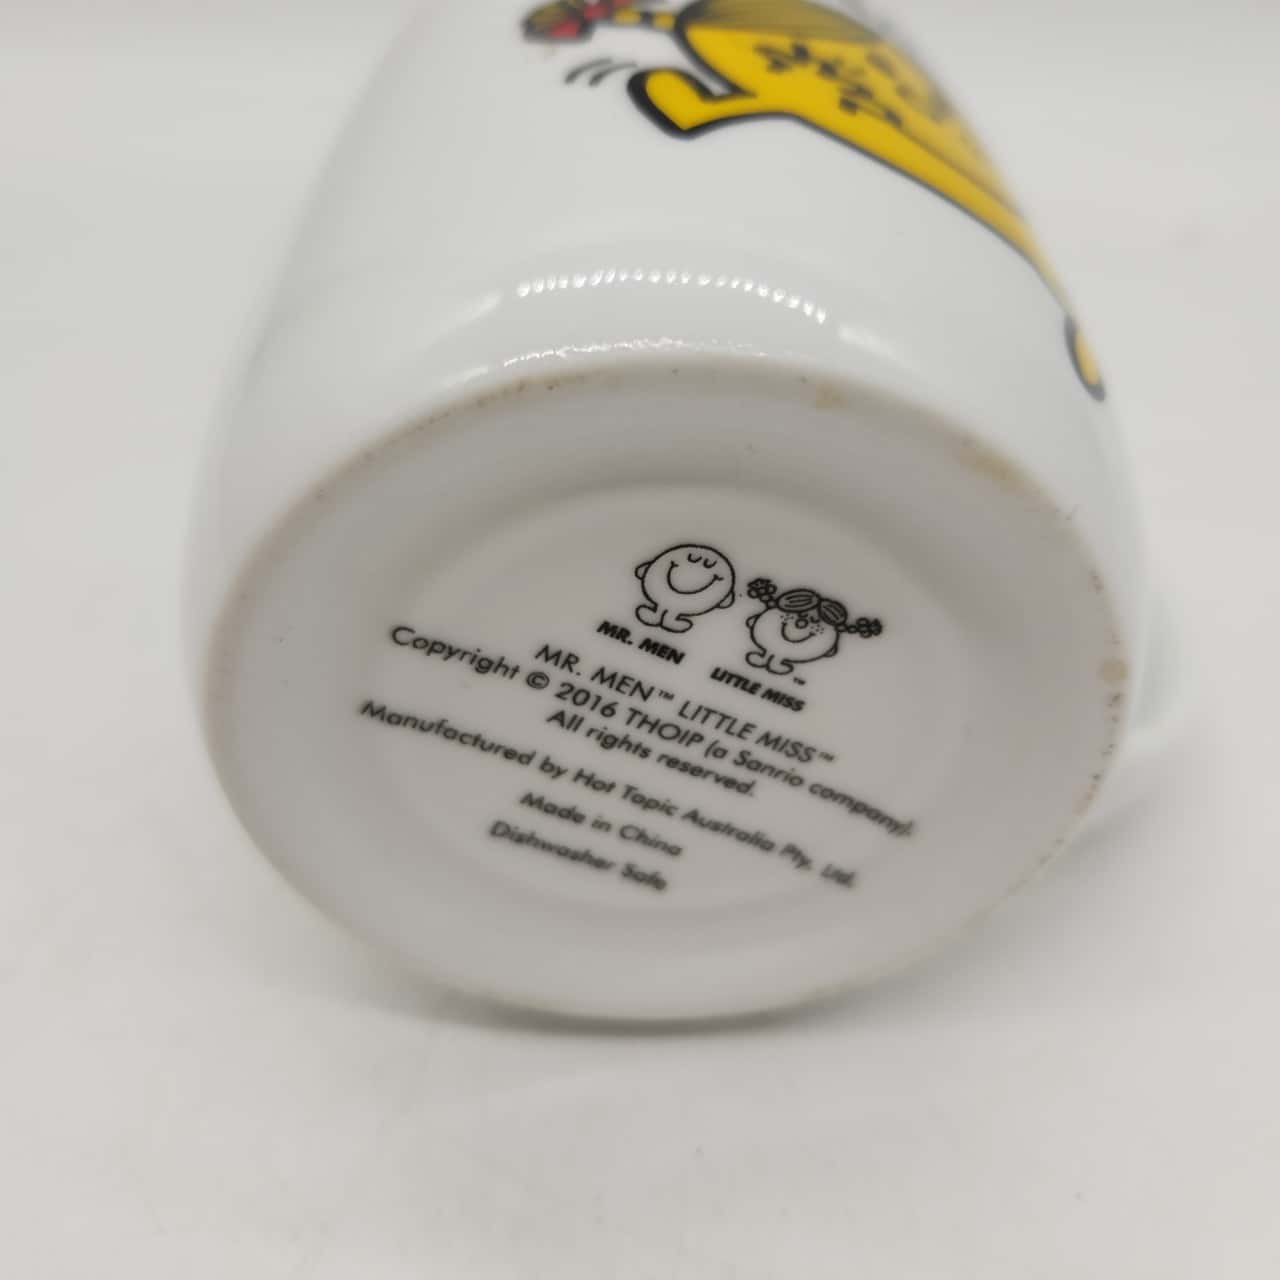 MR. MEN LITTLE MISS™
MR. MEN™ LITTLE MISS™
Copyright © 2016 THOIP (a Sanrio company).
All rights reserved.
Manufactured by Hot Topic Australia Pty. Ltd.
Made in China
Dishwasher Safe